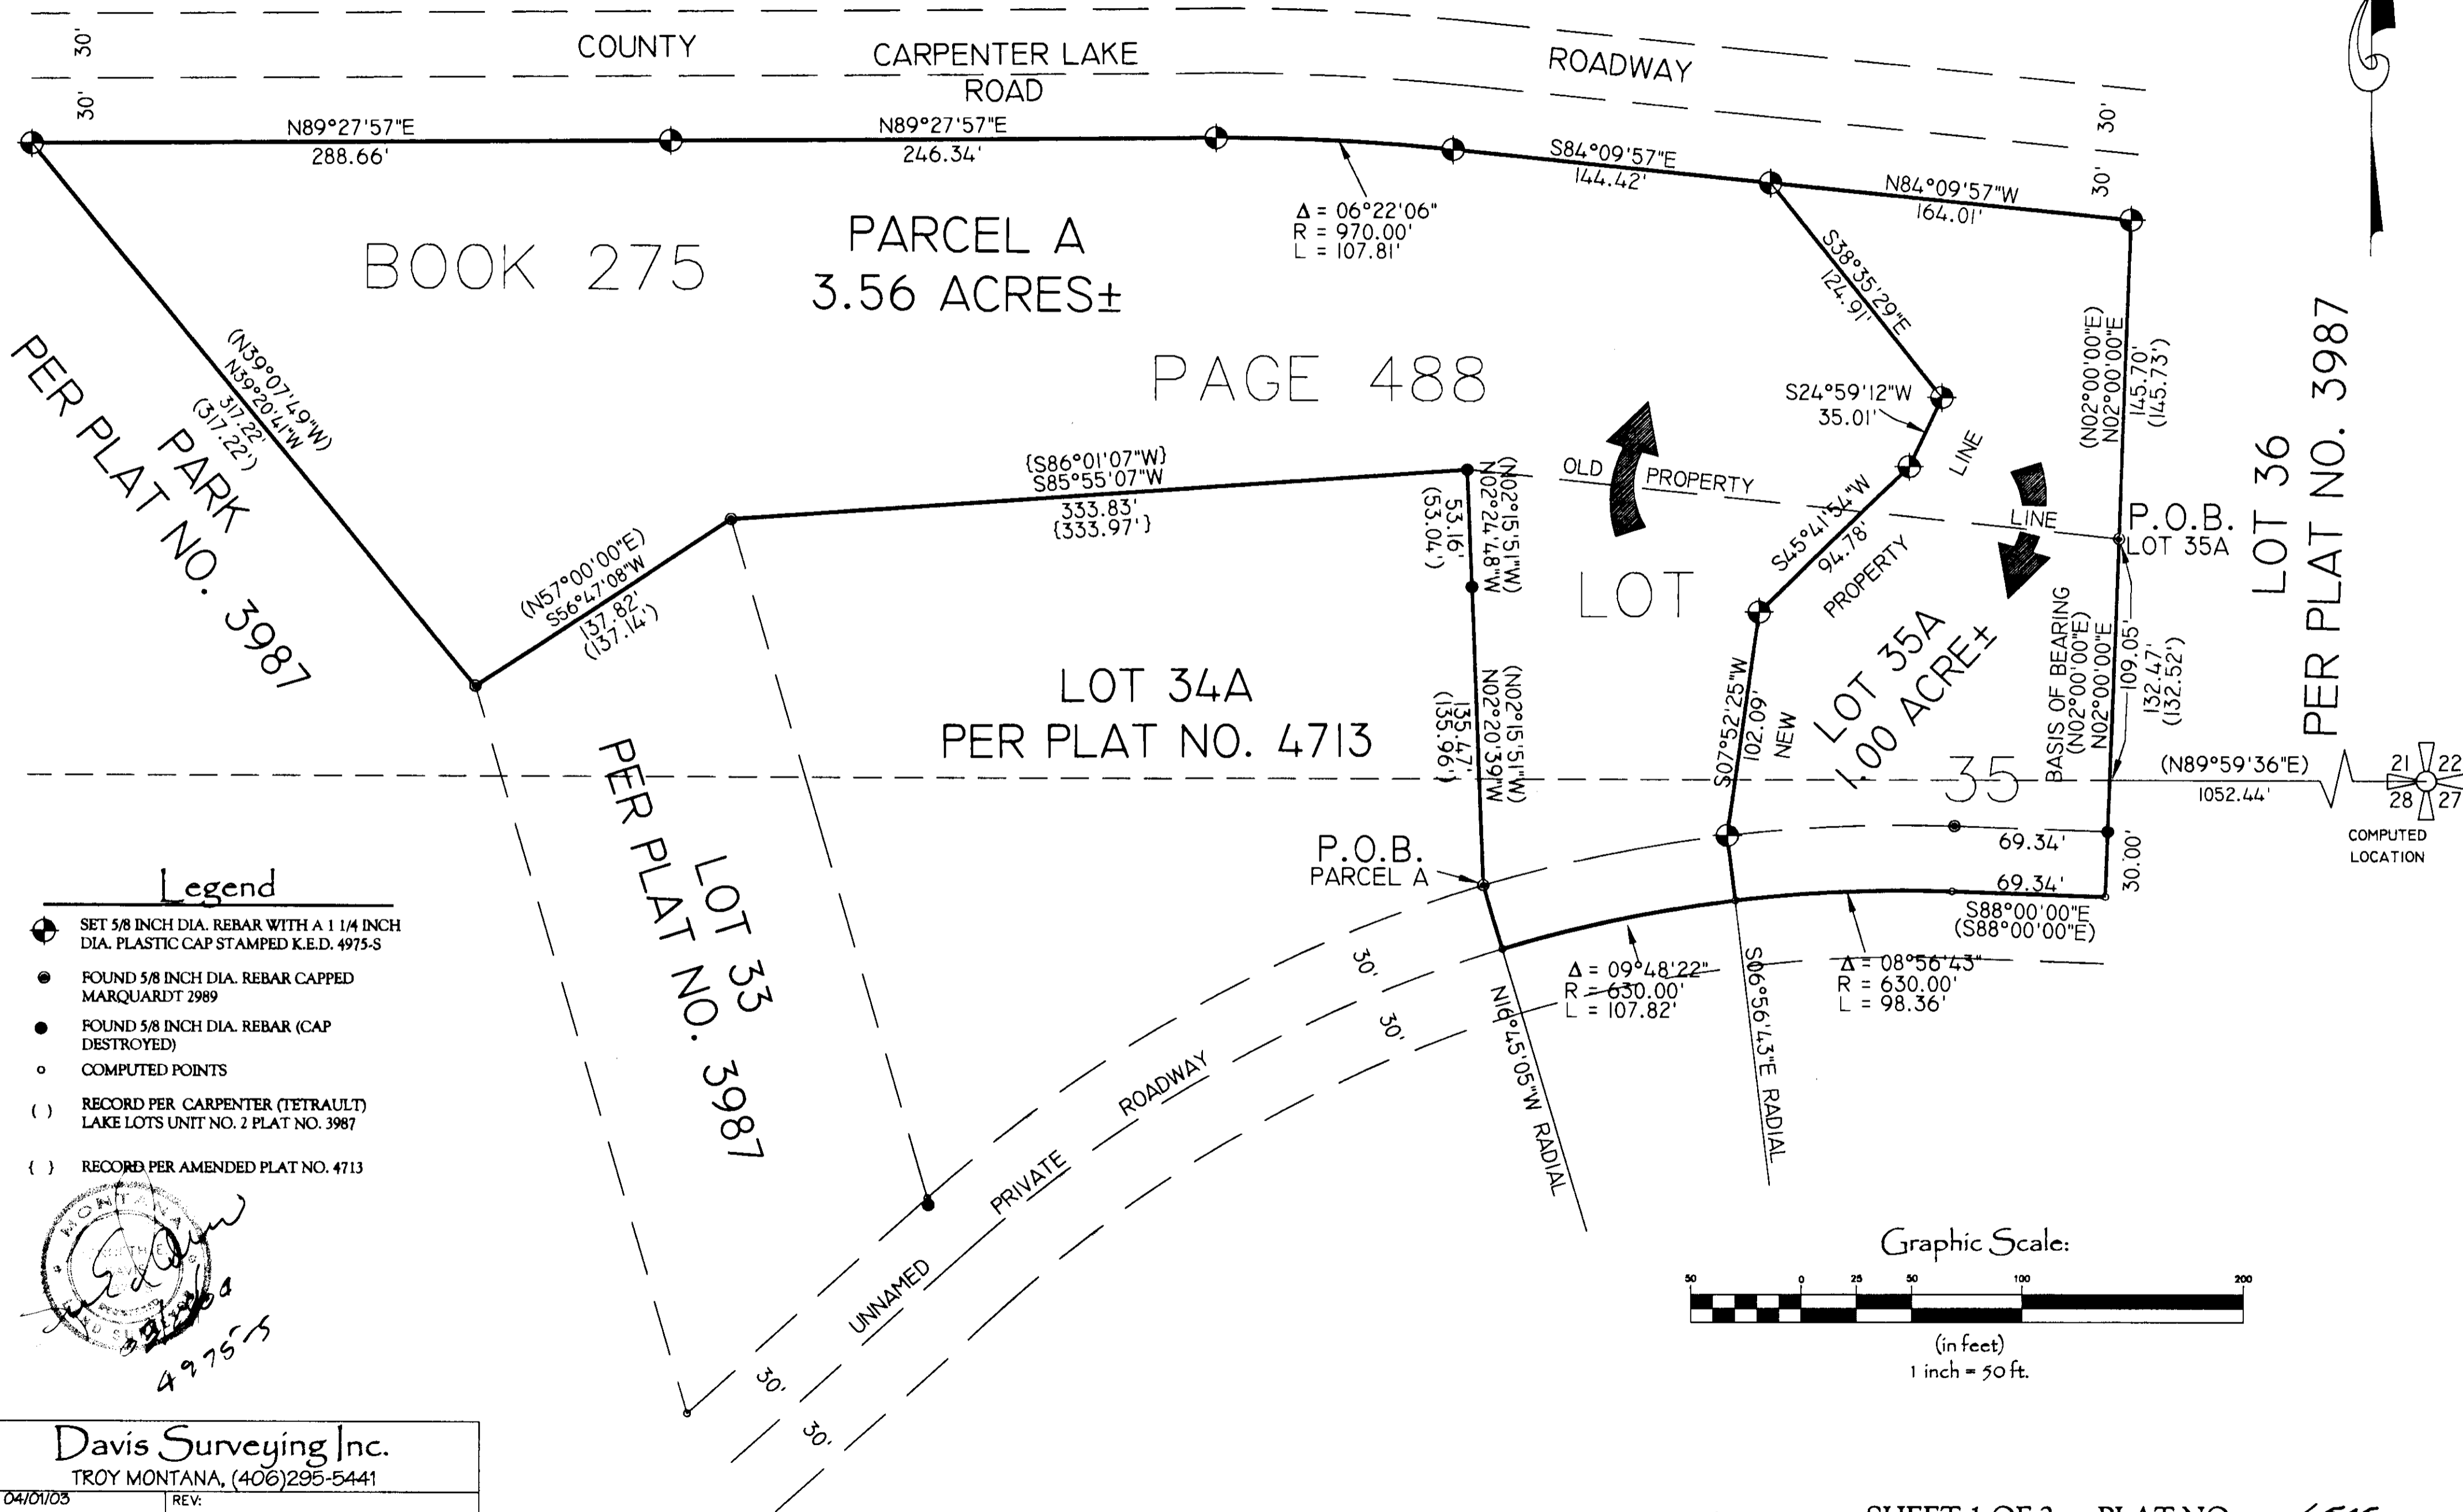 30'
COUNTY
CARPENTER LAKE
ROAD
ROADWAY
30'
30'
30'
N89°27'57"E
288.66'
N89°27'57"E
246.34'
S84°09'57"E
144.42'
N84°09'57"W
164.01'
Δ = 06°22'06"
R = 970.00'
L = 107.81'
BOOK 275
PARCEL A
3.56 ACRES±
PAGE 488
S38°35'29"E
124.91'
S24°59'12"W
35.01'
(N02°00'00"E)
N02°00'00"E
145.70'
(145.73')
LOT 36
PER PLAT NO. 3987
PARK
PER PLAT NO. 3987
(N39°07'49"W)
N39°20'41"W
317.22'
(317.22')
{S86°01'07"W}
S85°55'07"W
333.83'
{333.97'}
(N57°00'00"E)
S56°47'08"W
137.82'
(137.14')
(N02°15'51"W)
N02°24'48"W
53.16'
(53.04')
OLD PROPERTY LINE
P.O.B.
LOT 35A
S45°41'54"W
94.78'
NEW PROPERTY LINE
LOT
35
LOT 35A
1.00 ACRE±
BASIS OF BEARING
(N02°00'00"E)
N02°00'00"E
109.05'
132.47'
(132.52')
LOT 34A
PER PLAT NO. 4713
(N02°15'51"W)
N02°20'39"W
135.47'
(135.96')
S07°52'25"W
102.09'
(N89°59'36"E)
1052.44'
21 22
28 27
COMPUTED
LOCATION
P.O.B.
PARCEL A
69.34'
30.00'
69.34'
S88°00'00"E
(S88°00'00"E)
LOT 33
PER PLAT NO. 3987
30'
30'
Δ = 09°48'22"
R = 630.00'
L = 107.82'
Δ = 08°56'43"
R = 630.00'
L = 98.36'
N16°45'05"W RADIAL
S06°56'43"E RADIAL
UNNAMED PRIVATE ROADWAY
30'
30'
Legend
SET 5/8 INCH DIA. REBAR WITH A 1 1/4 INCH
DIA. PLASTIC CAP STAMPED K.E.D. 4975-S
FOUND 5/8 INCH DIA. REBAR CAPPED
MARQUARDT 2989
FOUND 5/8 INCH DIA. REBAR (CAP
DESTROYED)
COMPUTED POINTS
( ) RECORD PER CARPENTER (TETRAULT)
LAKE LOTS UNIT NO. 2 PLAT NO. 3987
{ } RECORD PER AMENDED PLAT NO. 4713
MONTANA
4975-S
Graphic Scale:
50 0 25 50 100 200
(in feet)
1 inch = 50 ft.
Davis Surveying Inc.
TROY MONTANA, (406)295-5441
04/01/03
REV:
SHEET 1 OF 2 PLAT NO.